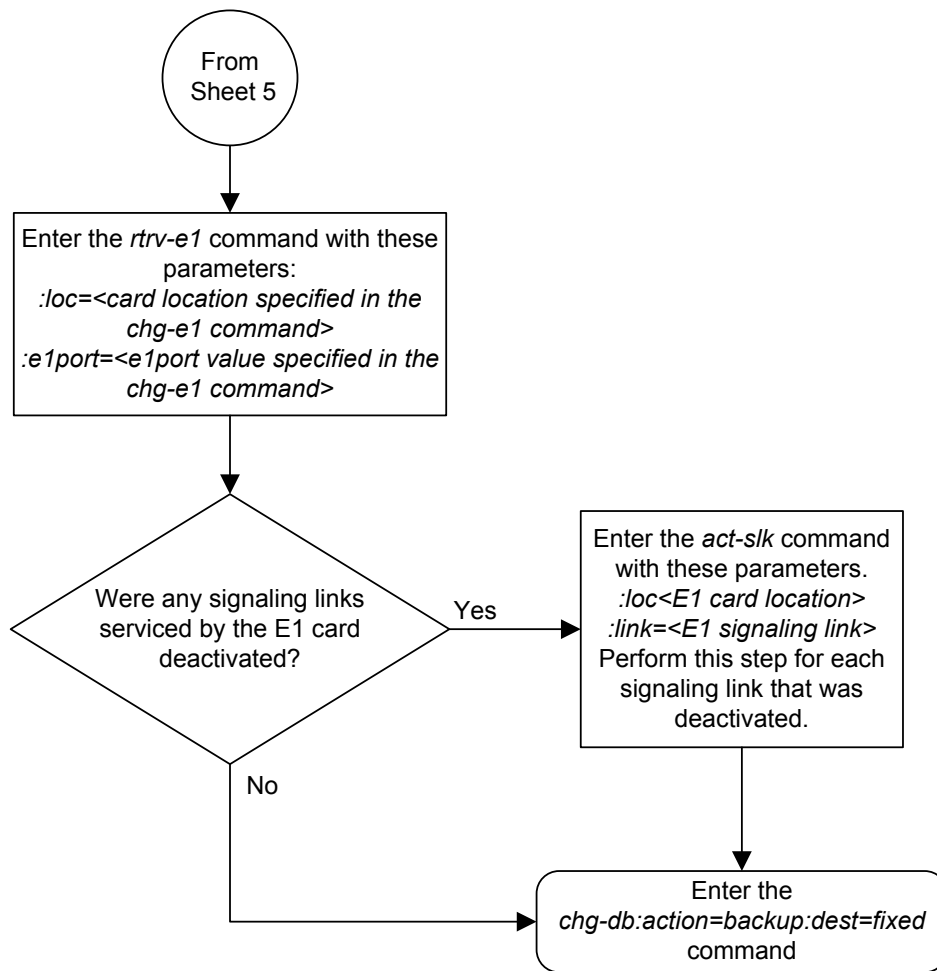 From
Sheet 5
Enter the rtrv-e1 command with these
parameters:
:loc=<card location specified in the
chg-e1 command>
:e1port=<e1port value specified in the
chg-e1 command>
Were any signaling links
serviced by the E1 card
deactivated?
Yes
No
Enter the act-slk command
with these parameters.
:loc<E1 card location>
:link=<E1 signaling link>
Perform this step for each
signaling link that was
deactivated.
Enter the
chg-db:action=backup:dest=fixed
command